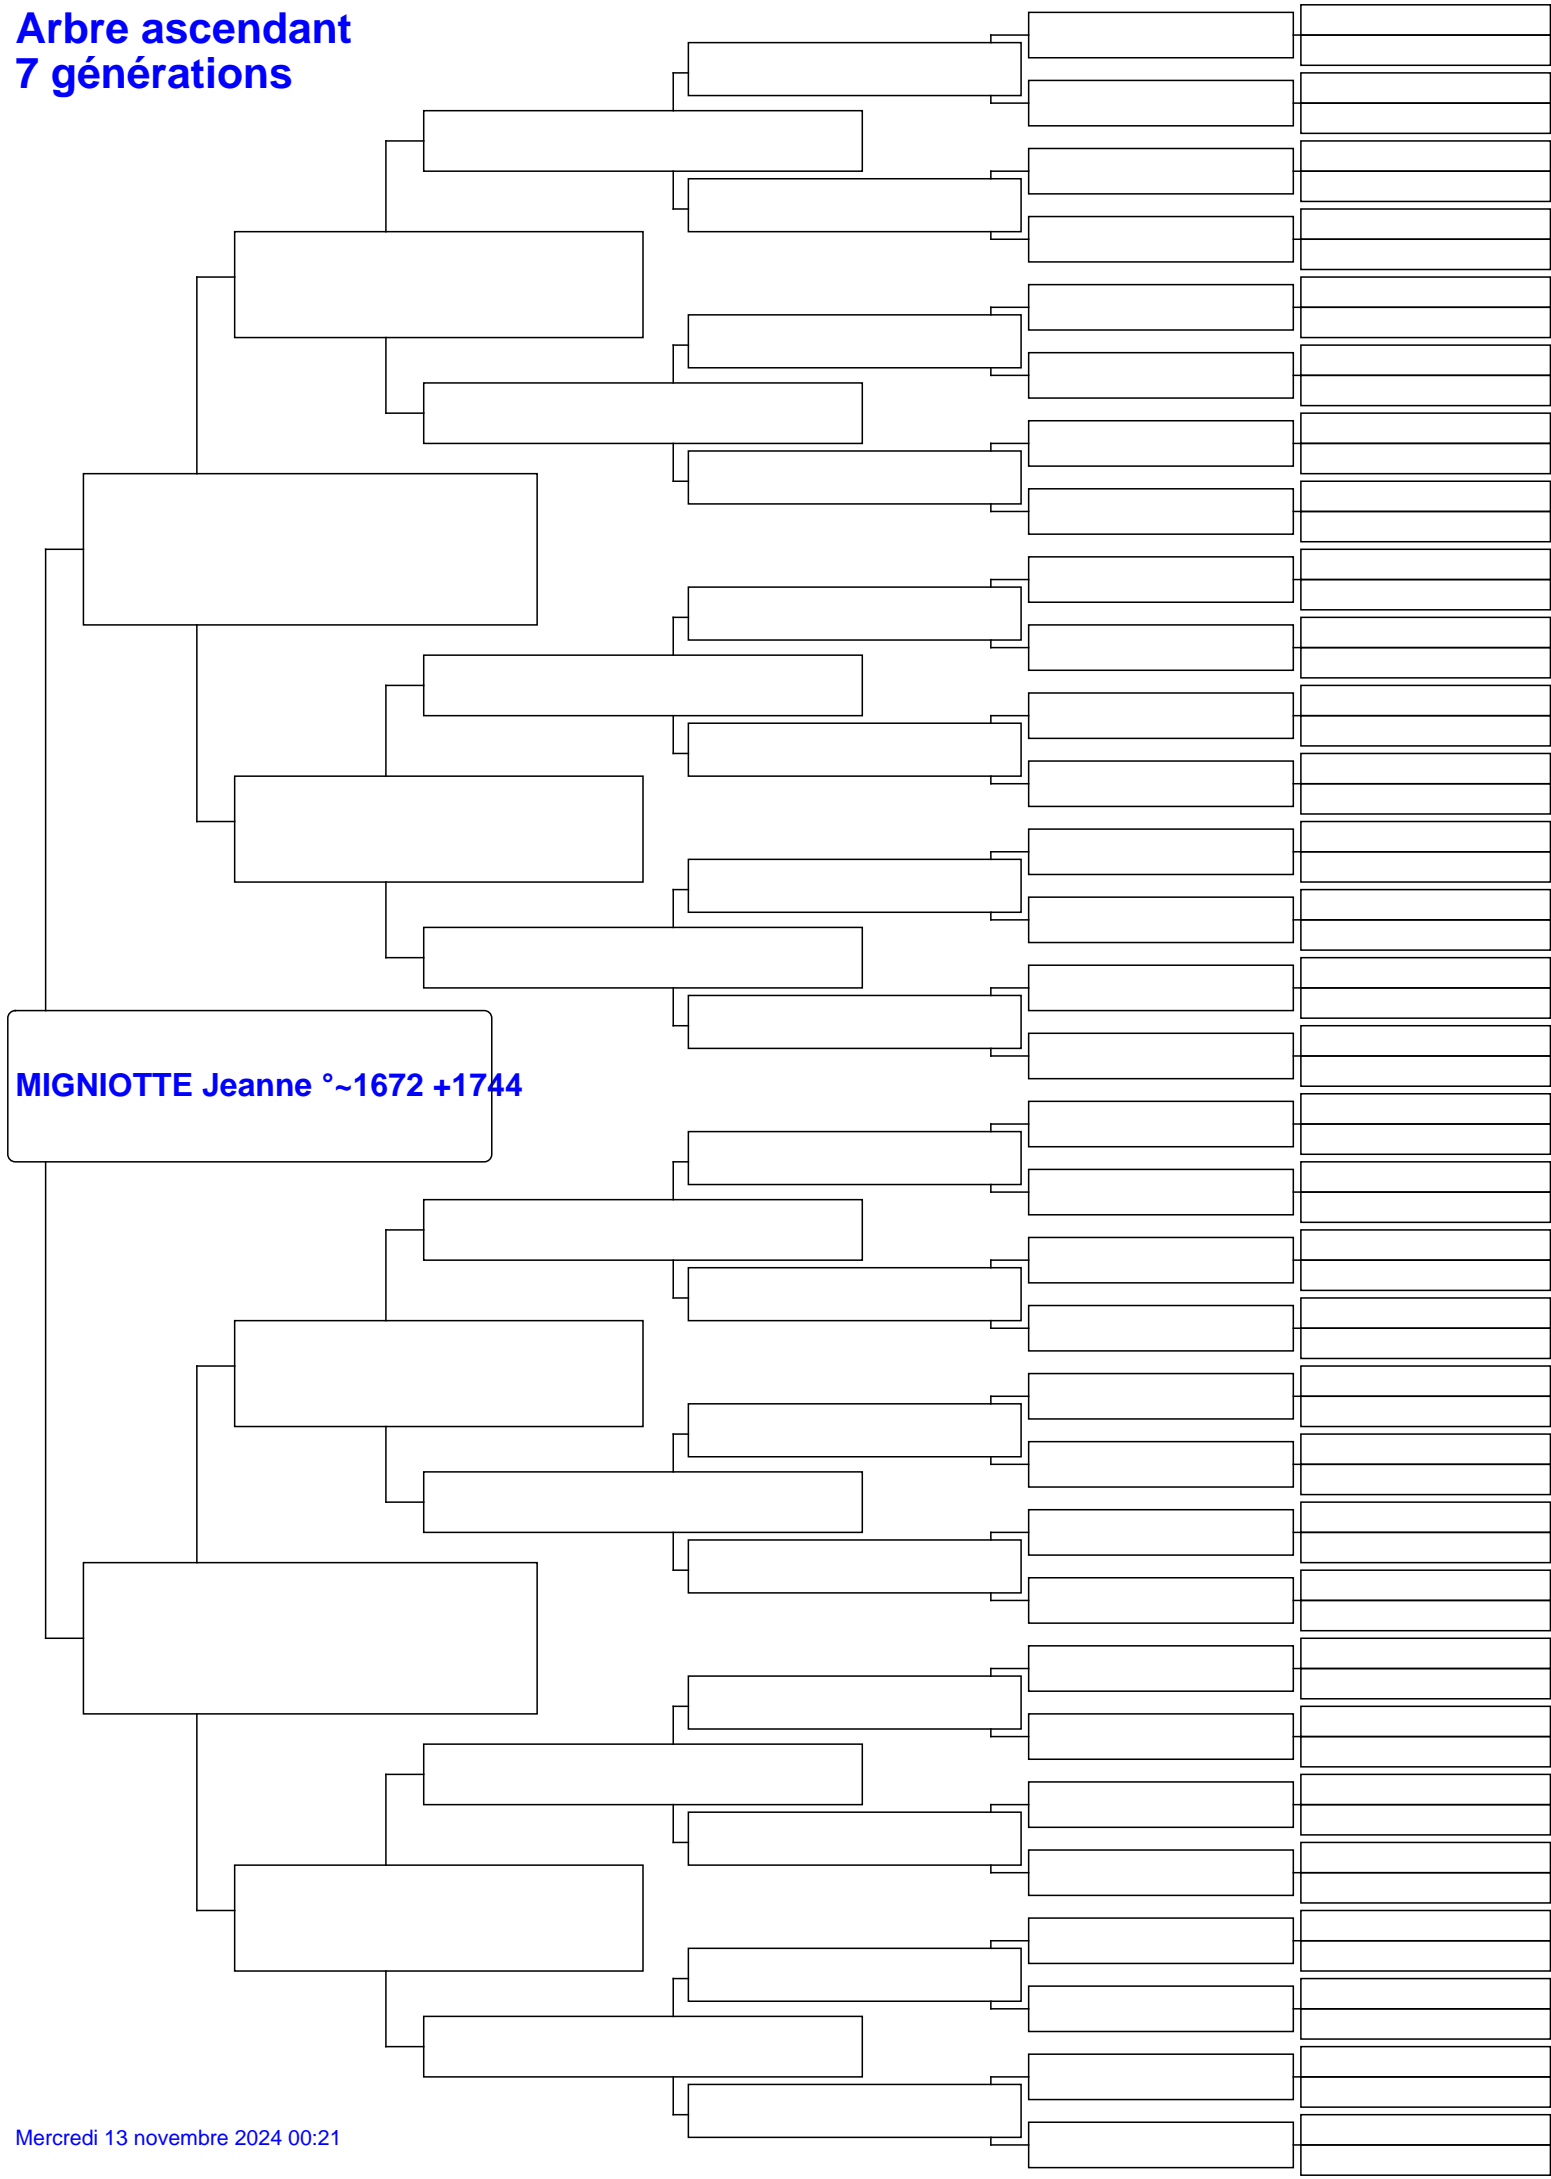 Arbre ascendant
7 générations
MIGNIOTTE Jeanne °~1672 +1744
Mercredi 13 novembre 2024 00:21